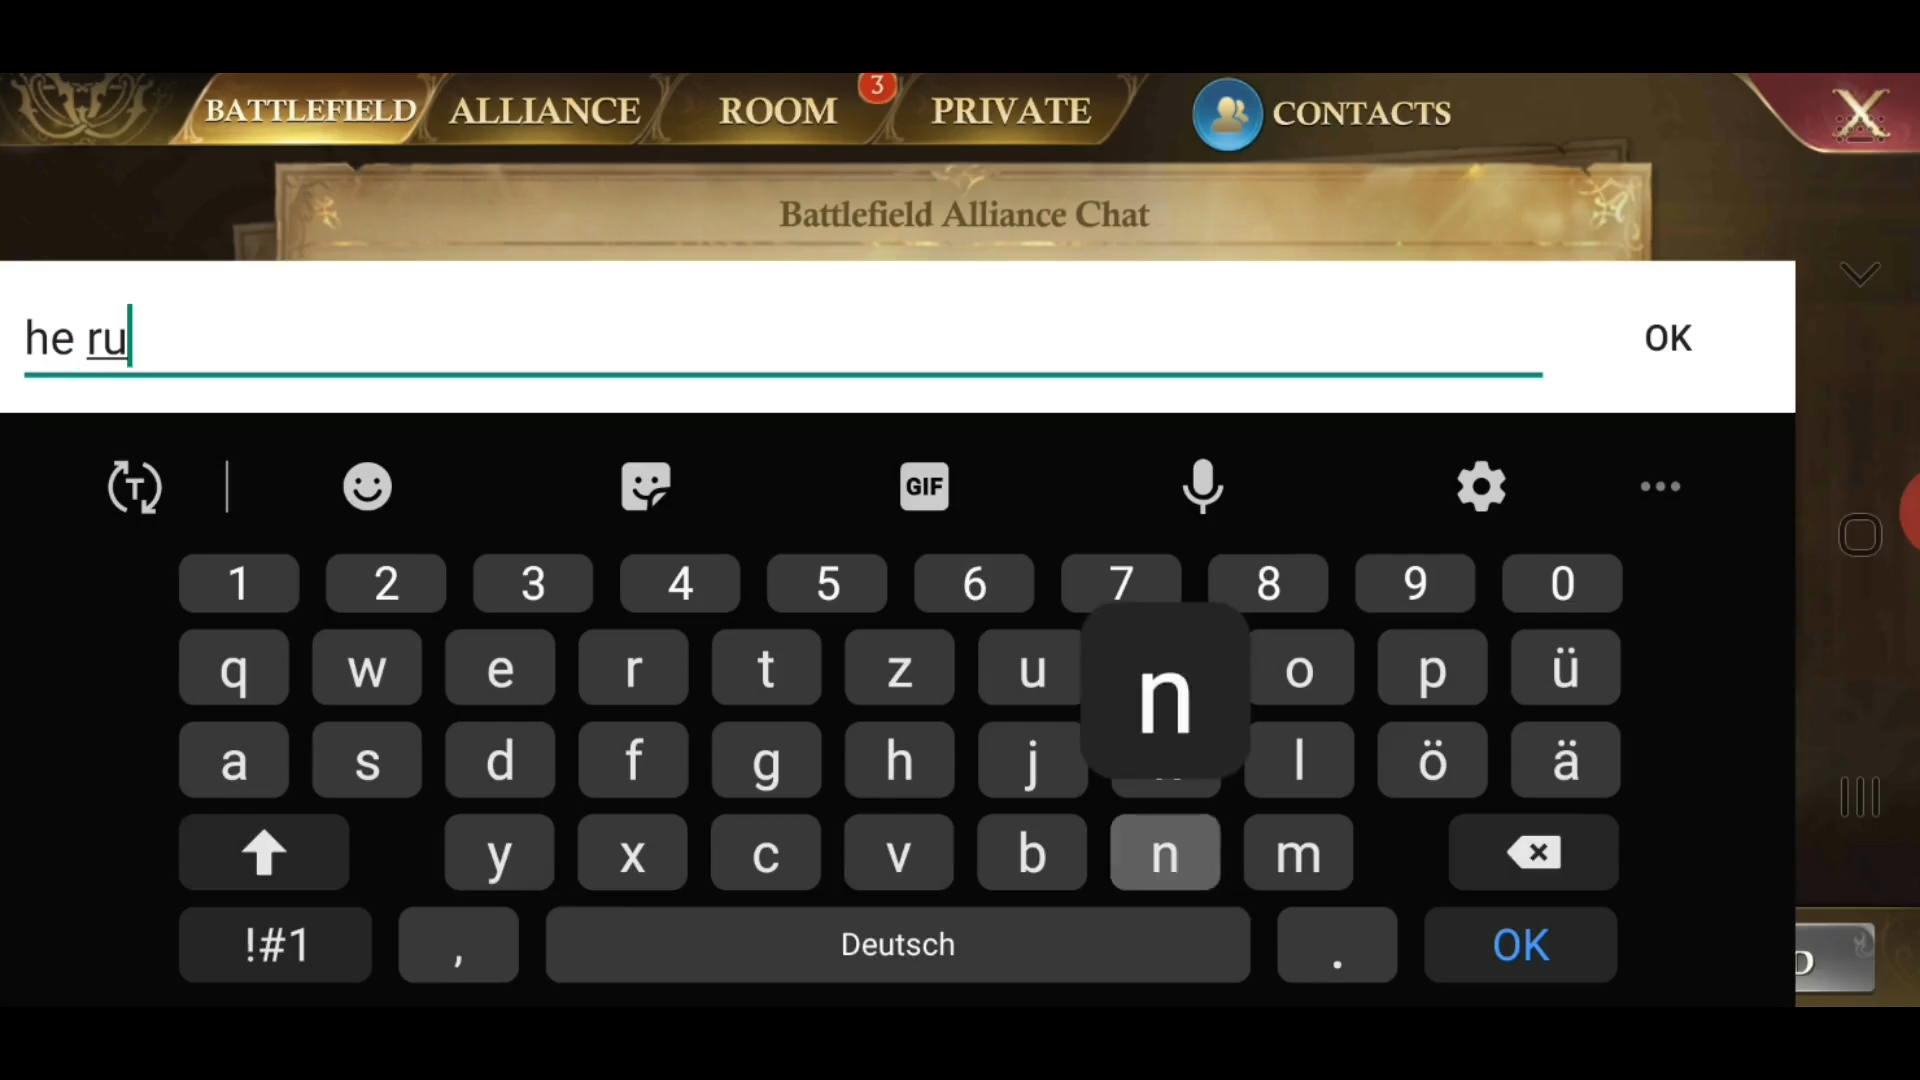 BATTLEFIELD ALLIANCE ROOM 3 PRIVATE CONTACTS
Battlefield Alliance Chat
he ru OK
T GIF
1 2 3 4 5 6 7 8 9 0
q w e r t z u n o p ü
a s d f g h j l ö ä
y x c v b n m
!#1 , Deutsch . OK
D